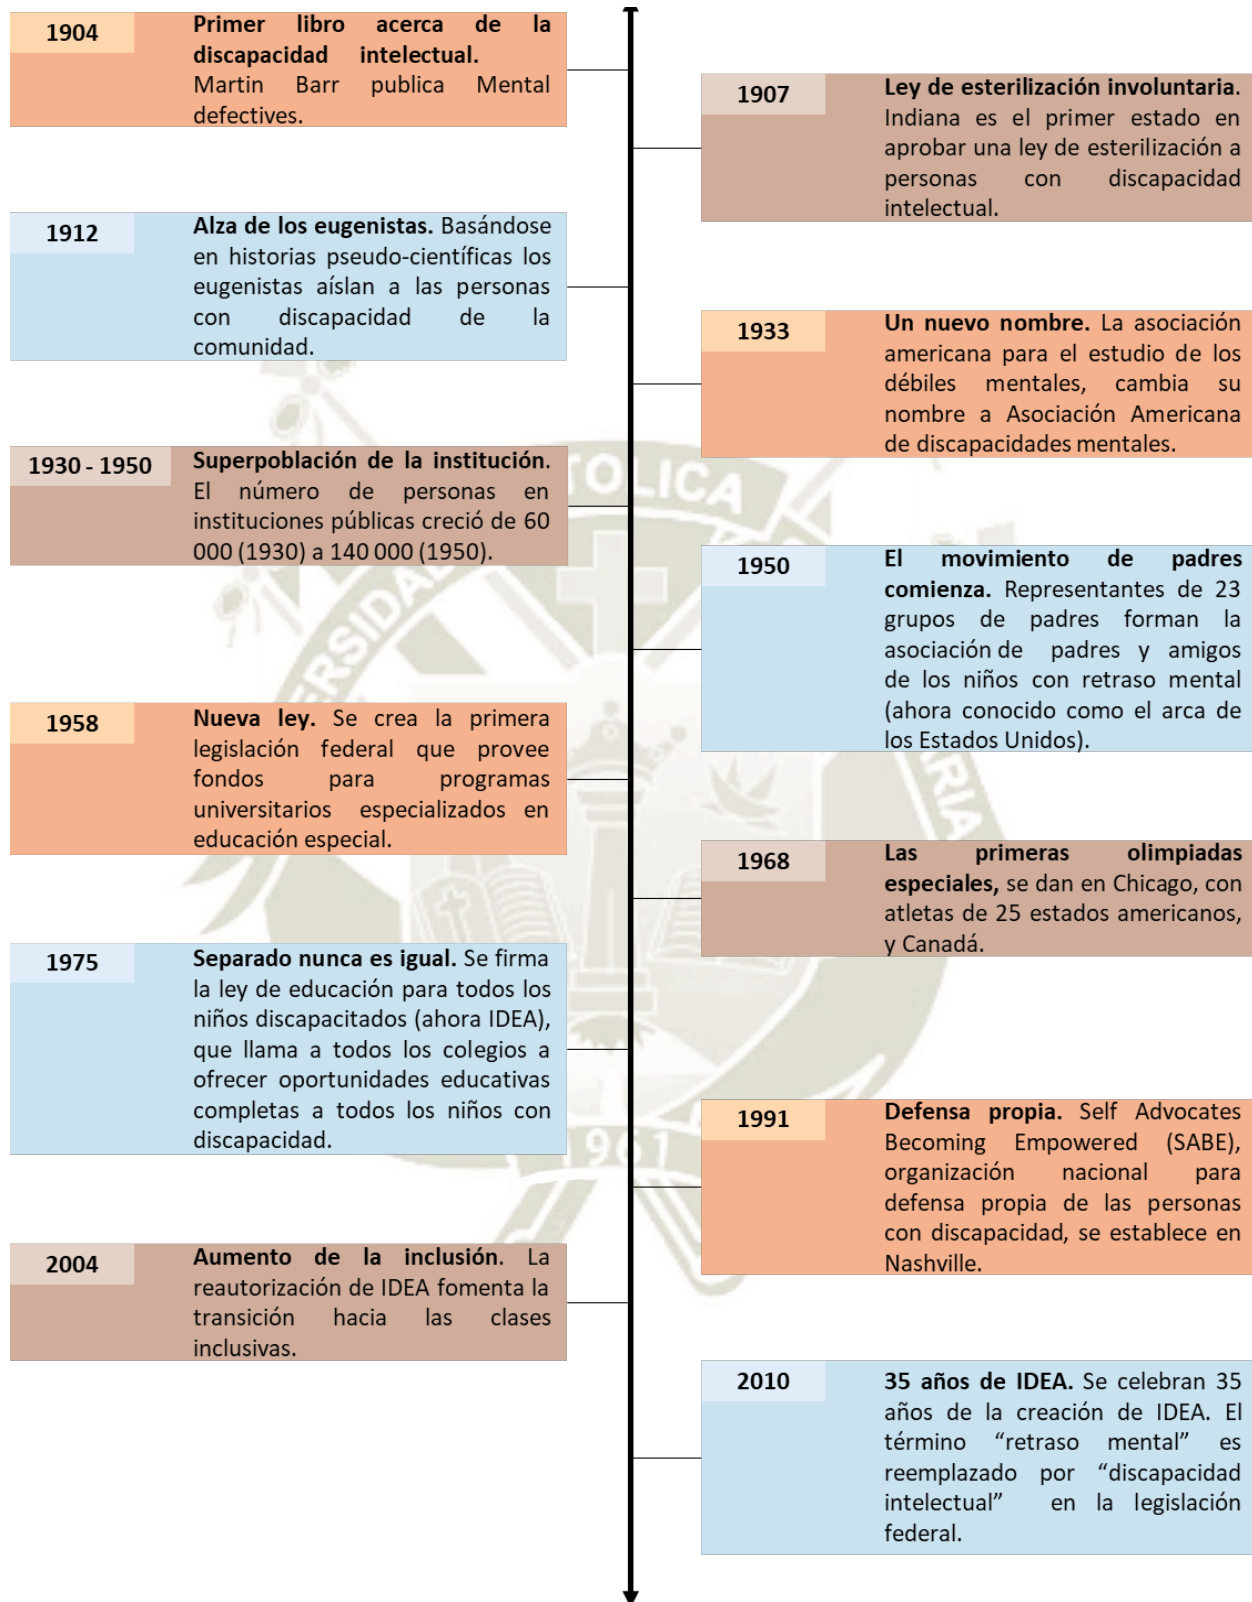 1904
Primer libro acerca de la
discapacidad intelectual.
Martin Barr publica Mental
defectives.
1907
Ley de esterilización involuntaria.
Indiana es el primer estado en
aprobar una ley de esterilización a
personas con discapacidad
intelectual.
1912
Alza de los eugenistas. Basándose
en historias pseudo-científicas los
eugenistas aíslan a las personas
con discapacidad de la
comunidad.
1933
Un nuevo nombre. La asociación
americana para el estudio de los
débiles mentales, cambia su
nombre a Asociación Americana
de discapacidades mentales.
1930 - 1950
Superpoblación de la institución.
El número de personas en
instituciones públicas creció de 60
000 (1930) a 140 000 (1950).
1950
El movimiento de padres
comienza. Representantes de 23
grupos de padres forman la
asociación de padres y amigos
de los niños con retraso mental
(ahora conocido como el arca de
los Estados Unidos).
1958
Nueva ley. Se crea la primera
legislación federal que provee
fondos para programas
universitarios especializados en
educación especial.
1968
Las primeras olimpiadas
especiales, se dan en Chicago, con
atletas de 25 estados americanos,
y Canadá.
1975
Separado nunca es igual. Se firma
la ley de educación para todos los
niños discapacitados (ahora IDEA),
que llama a todos los colegios a
ofrecer oportunidades educativas
completas a todos los niños con
discapacidad.
1991
Defensa propia. Self Advocates
Becoming Empowered (SABE),
organización nacional para
defensa propia de las personas
con discapacidad, se establece en
Nashville.
2004
Aumento de la inclusión. La
reautorización de IDEA fomenta la
transición hacia las clases
inclusivas.
2010
35 años de IDEA. Se celebran 35
años de la creación de IDEA. El
término “retraso mental” es
reemplazado por “discapacidad
intelectual” en la legislación
federal.
1961